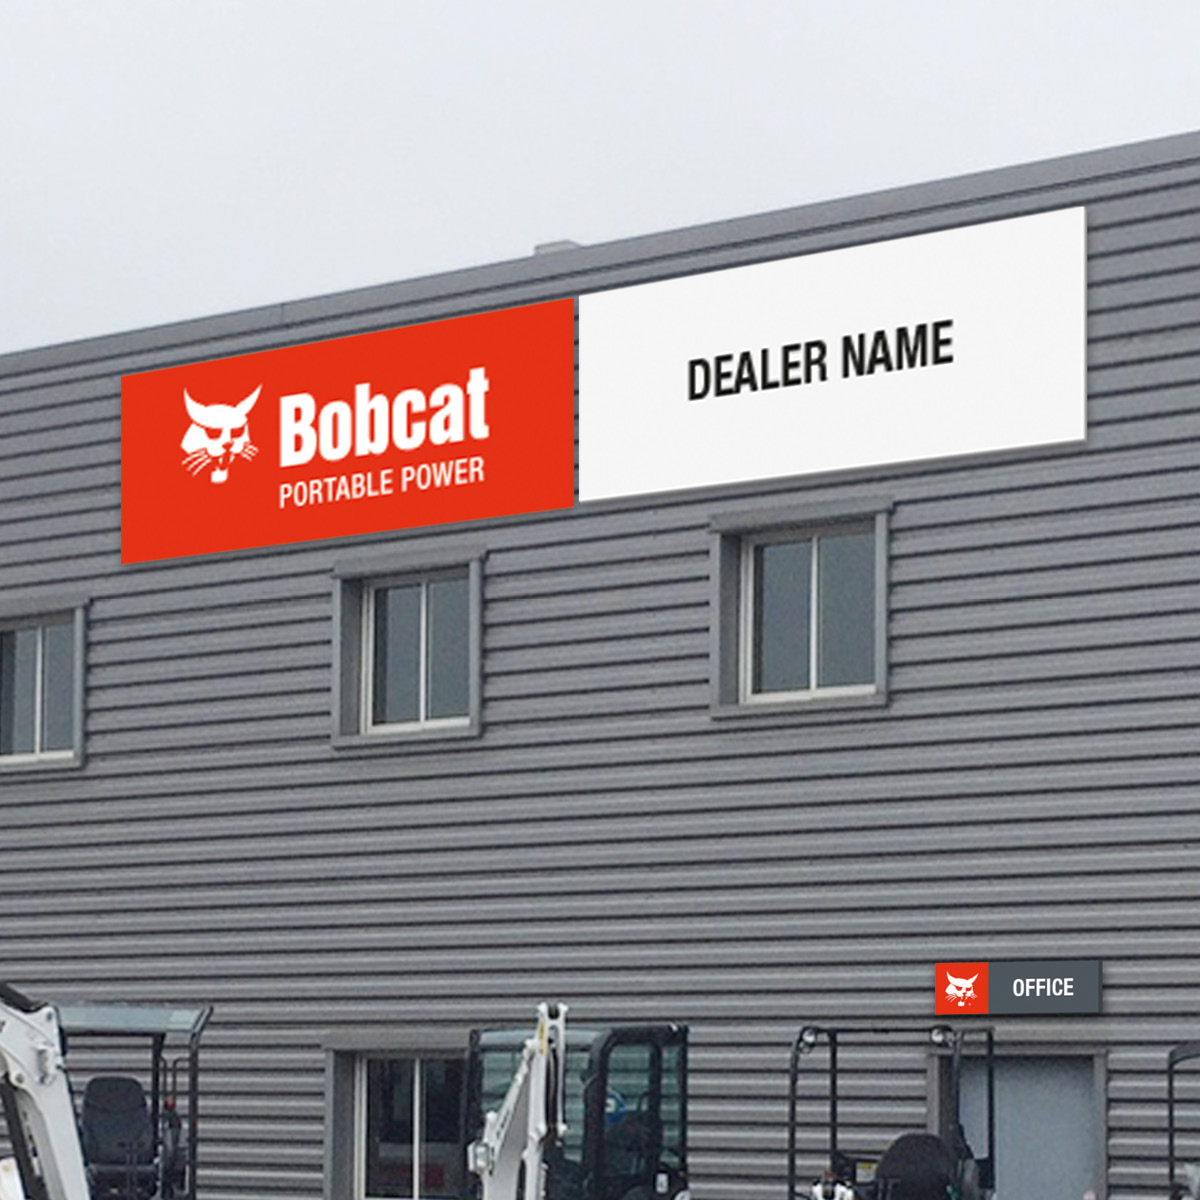 Bobcat
PORTABLE POWER
DEALER NAME
OFFICE